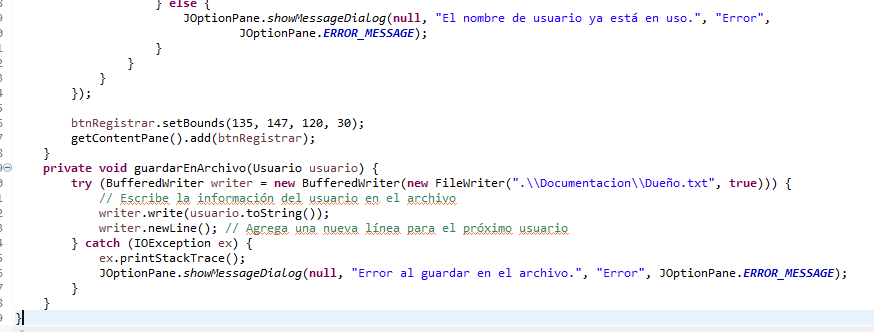 } else {
JOptionPane.showMessageDialog(null, "El nombre de usuario ya está en uso.", "Error",
JOptionPane.ERROR_MESSAGE);
}
}
}
});
btnRegistrar.setBounds(135, 147, 120, 30);
getContentPane().add(btnRegistrar);
}
private void guardarEnArchivo(Usuario usuario) {
try (BufferedWriter writer = new BufferedWriter(new FileWriter(".\\Documentacion\\Dueño.txt", true))) {
// Escribe la información del usuario en el archivo
writer.write(usuario.toString());
writer.newLine(); // Agrega una nueva línea para el próximo usuario
} catch (IOException ex) {
ex.printStackTrace();
JOptionPane.showMessageDialog(null, "Error al guardar en el archivo.", "Error", JOptionPane.ERROR_MESSAGE);
}
}
}